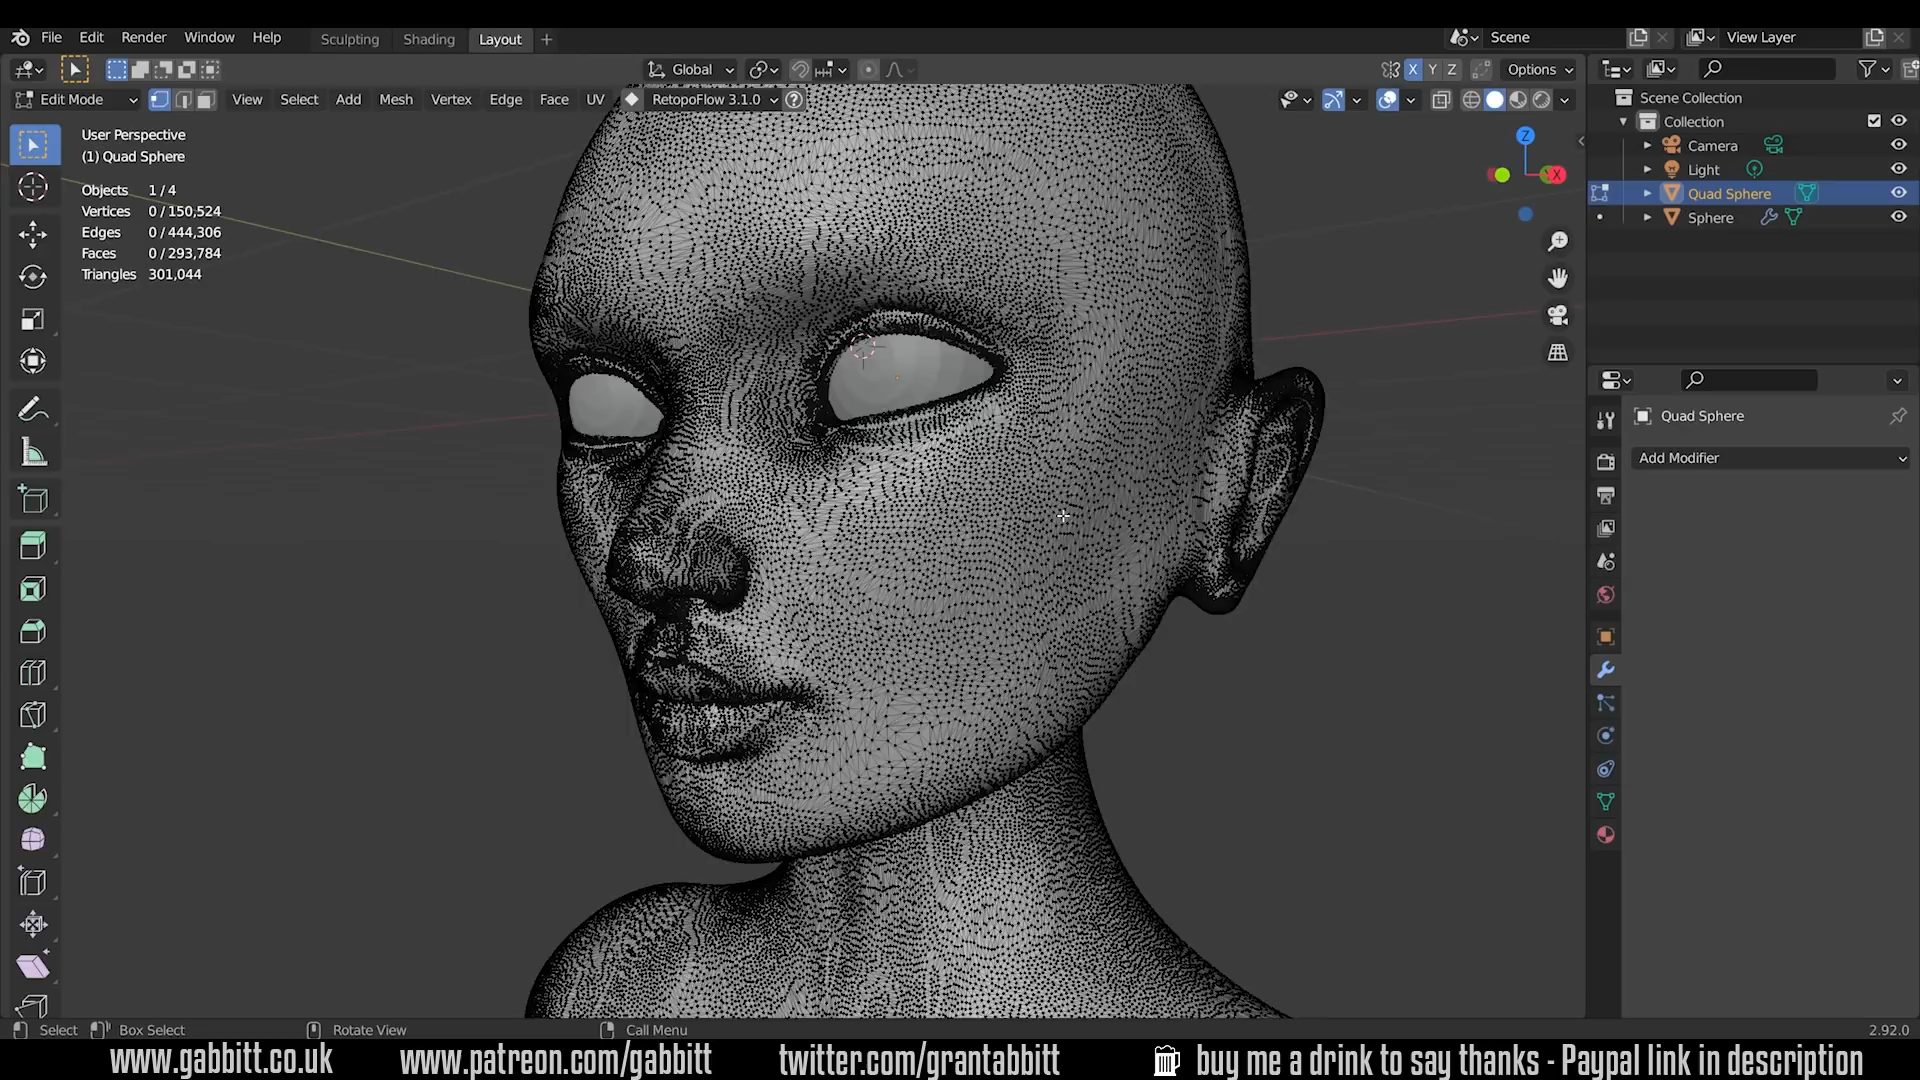 File Edit Render Window Help Sculpting Shading Layout + Scene View Layer
Global X Y Z Options
Edit Mode View Select Add Mesh Vertex Edge Face UV RetopoFlow 3.1.0 ?
Scene Collection
Collection
Camera
Light
Quad Sphere
Sphere
User Perspective
(1) Quad Sphere
Objects 1 / 4
Vertices 0 / 150,524
Edges 0 / 444,306
Faces 0 / 293,784
Triangles 301,044
Z
X
Quad Sphere
Add Modifier
Select Box Select Rotate View Call Menu 2.92.0
www.gabbitt.co.uk www.patreon.com/gabbitt twitter.com/grantabbitt buy me a drink to say thanks - Paypal link in description